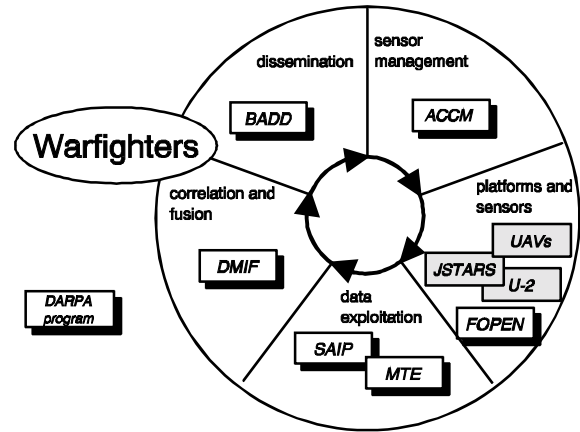 sensor
management
dissemination
BADD
ACCM
Warfighters
correlation and
fusion
platforms and
sensors
UAVs
JSTARS
U-2
DMIF
FOPEN
data
exploitation
SAIP
MTE
DARPA
program